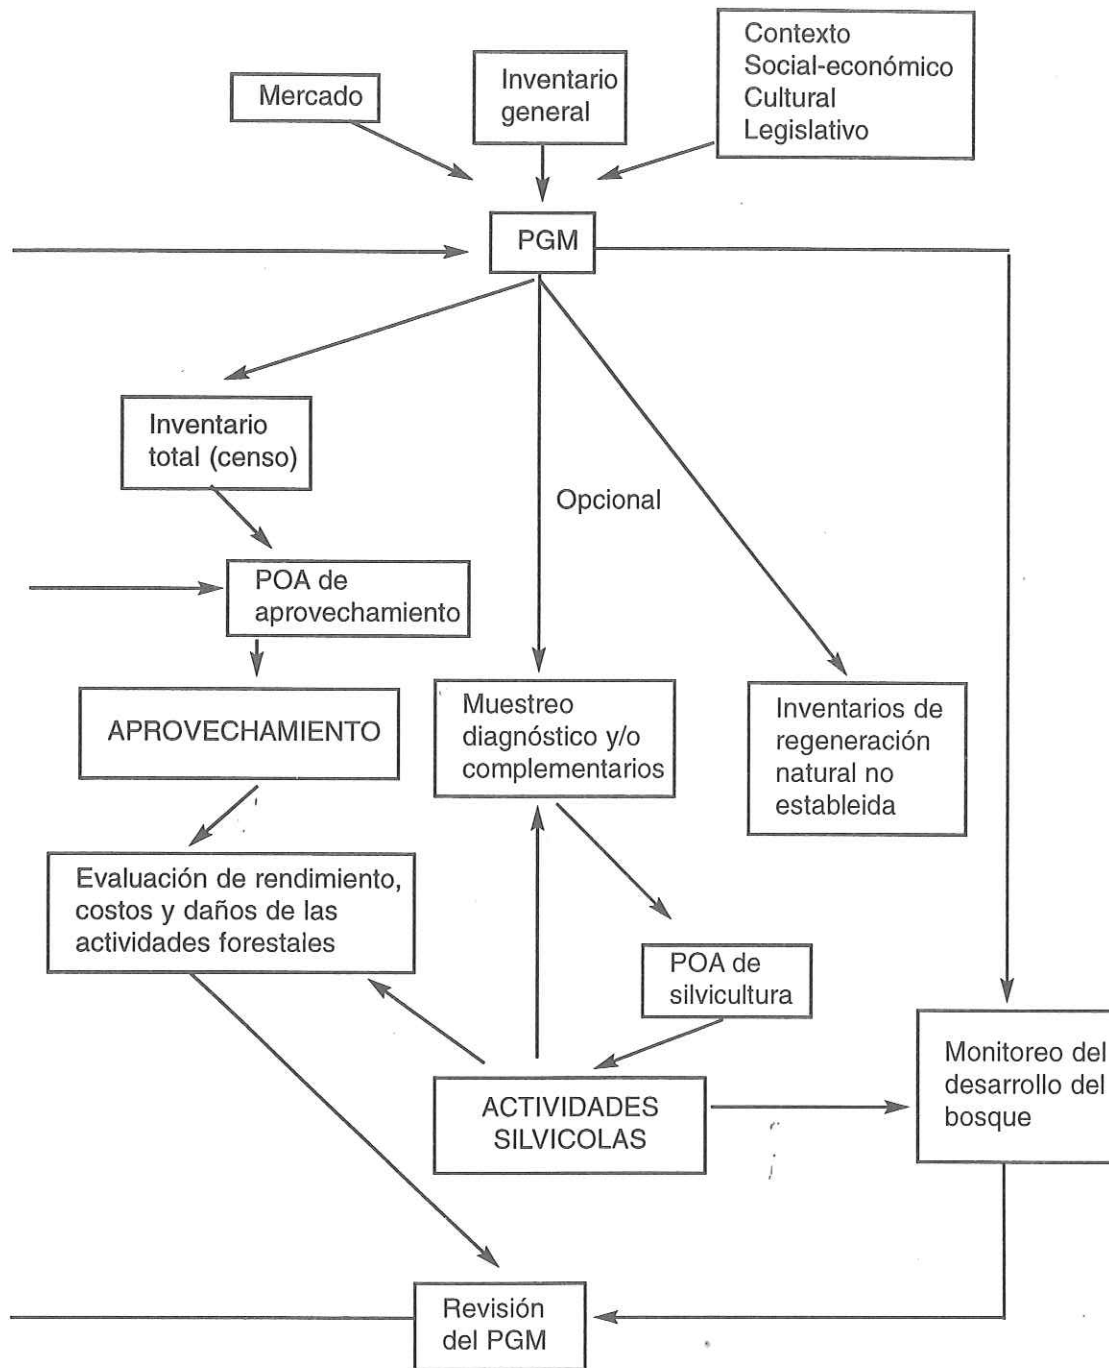 Mercado
Inventario
general
Contexto
Social-económico
Cultural
Legislativo
PGM
Inventario
total (censo)
Opcional
POA de
aprovechamiento
APROVECHAMIENTO
Muestreo
diagnóstico y/o
complementarios
Inventarios de
regeneración
natural no
estableida
Evaluación de rendimiento,
costos y daños de las
actividades forestales
POA de
silvicultura
ACTIVIDADES
SILVICOLAS
Monitoreo del
desarrollo del
bosque
Revisión
del PGM